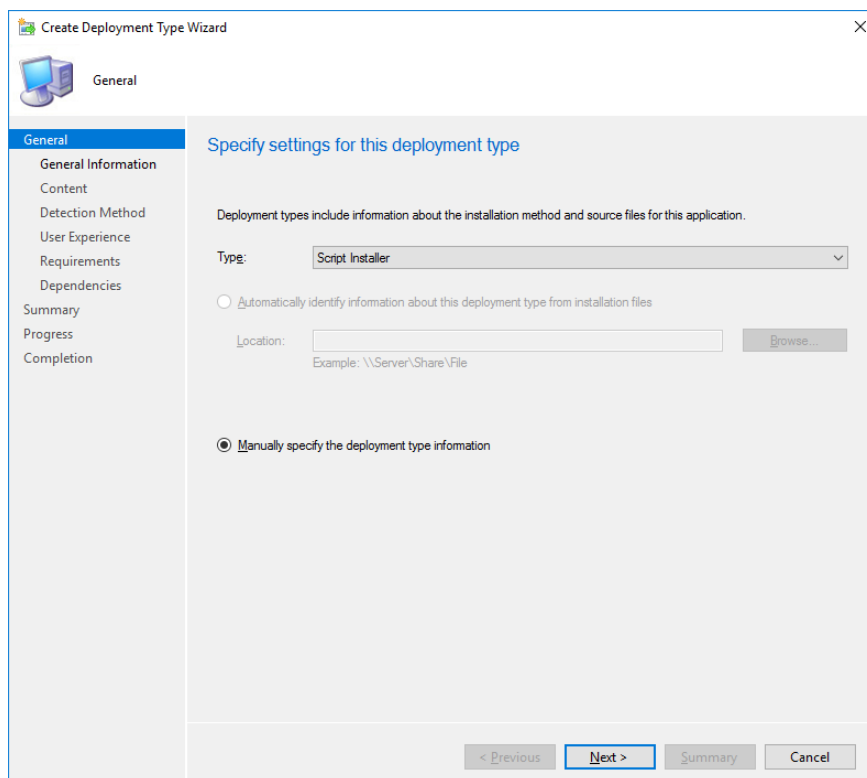 Create Deployment Type Wizard
General
General
General Information
Content
Detection Method
User Experience
Requirements
Dependencies
Summary
Progress
Completion
Specify settings for this deployment type
Deployment types include information about the installation method and source files for this application.
Type: Script Installer
Automatically identify information about this deployment type from installation files
Location: Browse...
Example: \\Server\Share\File
Manually specify the deployment type information
< Previous Next > Summary Cancel